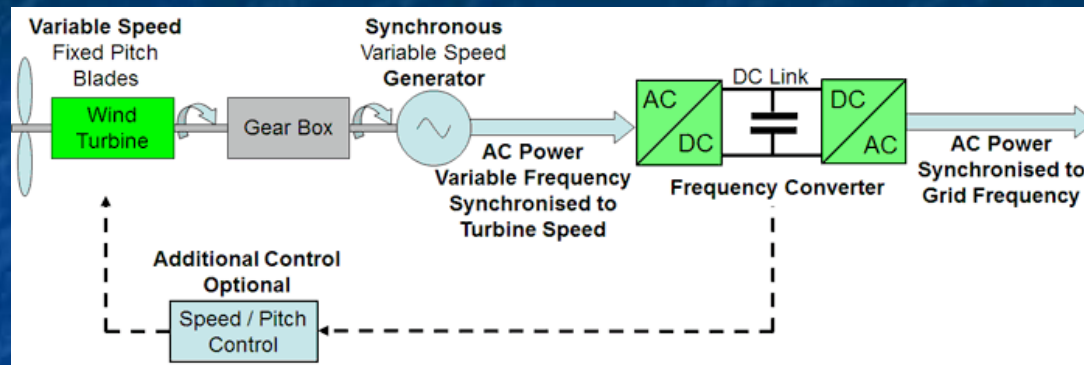 Variable Speed
Fixed Pitch
Blades
Wind
Turbine
Gear Box
Synchronous
Variable Speed
Generator
AC Power
Variable Frequency
Synchronised to
Turbine Speed
AC
DC
DC Link
DC
AC
Frequency Converter
AC Power
Synchronised to
Grid Frequency
Additional Control
Optional
Speed / Pitch
Control